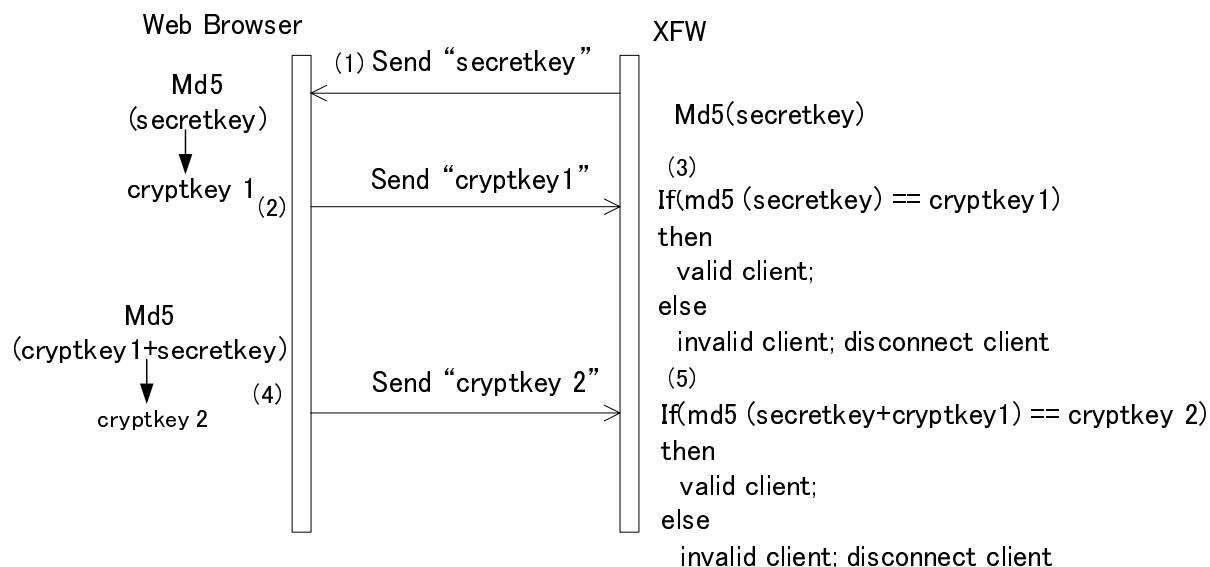 Web Browser
XFW
(1) Send “secretkey”
Md5
(secretkey)
Md5(secretkey)
cryptkey 1
(2)
Send “cryptkey1”
(3)
If(md5 (secretkey) == cryptkey1)
then
valid client;
else
invalid client; disconnect client
Md5
(cryptkey1+secretkey)
cryptkey 2
(4)
Send “cryptkey 2”
(5)
If(md5 (secretkey+cryptkey1) == cryptkey 2)
then
valid client;
else
invalid client; disconnect client